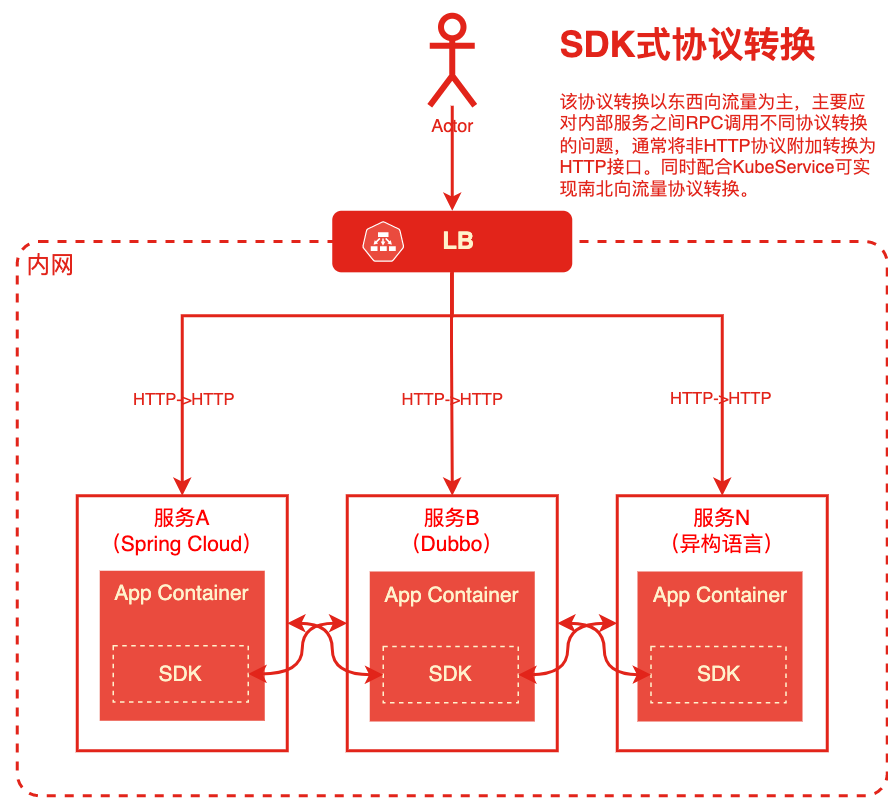 SDK式协议转换
该协议转换以东西向流量为主，主要应
对内部服务之间RPC调用不同协议转换
的问题，通常将非HTTP协议附加转换为
HTTP接口。同时配合KubeService可实
现南北向流量协议转换。
Actor
LB
内网
HTTP->HTTP
HTTP->HTTP
HTTP->HTTP
服务A
（Spring Cloud）
App Container
SDK
服务B
（Dubbo）
App Container
SDK
服务N
（异构语言）
App Container
SDK